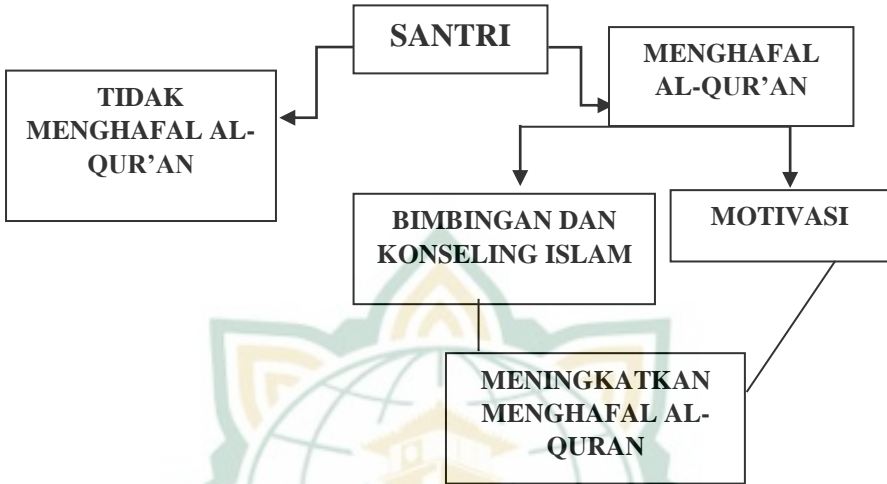 SANTRI
MENGHAFAL
AL-QUR’AN
TIDAK
MENGHAFAL AL-
QUR’AN
BIMBINGAN DAN
KONSELING ISLAM
MOTIVASI
MENINGKATKAN
MENGHAFAL AL-
QURAN